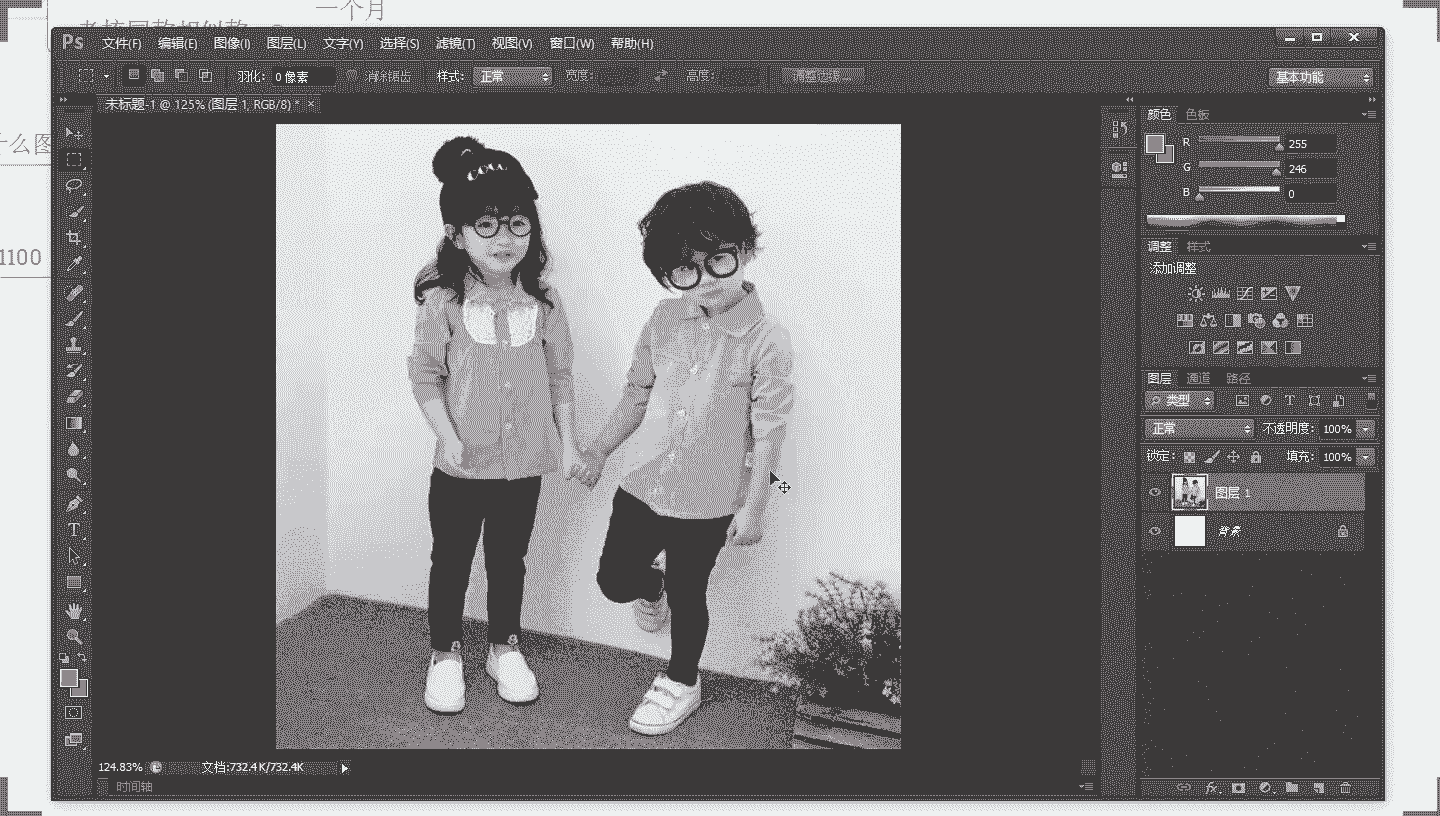 一个月
么图
1100
Ps 文件(F) 编辑(E) 图像(I) 图层(L) 文字(Y) 选择(S) 滤镜(T) 视图(V) 窗口(W) 帮助(H)
羽化: 0 像素 消除锯齿 样式: 正常 宽度: 高度: 调整边缘... 基本功能
未标题-1 @ 125% (图层 1, RGB/8) * ×
颜色 色板
R 255
G 246
B 0
调整 样式
添加调整
图层 通道 路径
类型
正常 不透明度: 100%
锁定: 填充: 100%
图层 1
背景
124.83% 文档:732.4K/732.4K
时间轴